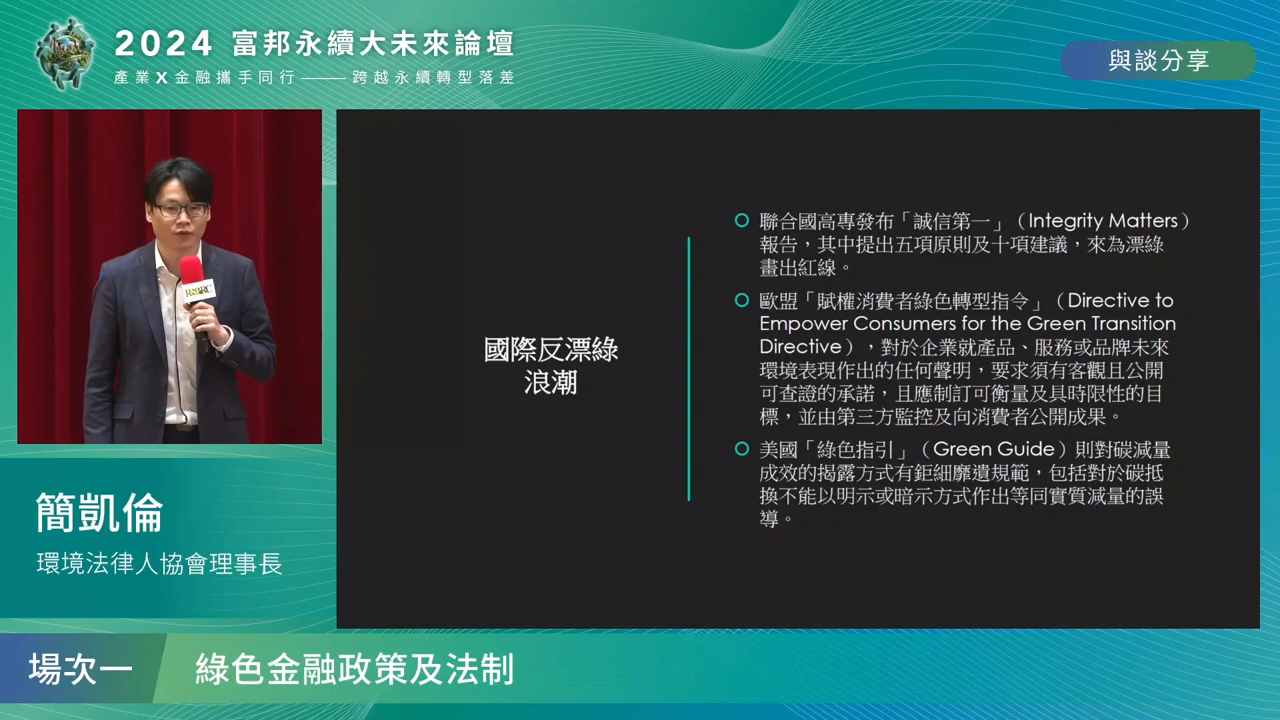 2024 富邦永續大未來論壇
產業X金融攜手同行——跨越永續轉型落差
與談分享
國際反漂綠
浪潮
聯合國高專發布「誠信第一」（Integrity Matters）
報告，其中提出五項原則及十項建議，來為漂綠
畫出紅線。
歐盟「賦權消費者綠色轉型指令」（Directive to
Empower Consumers for the Green Transition
Directive），對於企業就產品、服務或品牌未來
環境表現作出的任何聲明，要求須有客觀且公開
可查證的承諾，且應制訂可衡量及具時限性的目
標，並由第三方監控及向消費者公開成果。
美國「綠色指引」（Green Guide）則對碳減量
成效的揭露方式有鉅細靡遺規範，包括對於碳抵
換不能以明示或暗示方式作出等同實質減量的誤
導。
簡凱倫
環境法律人協會理事長
場次一
綠色金融政策及法制